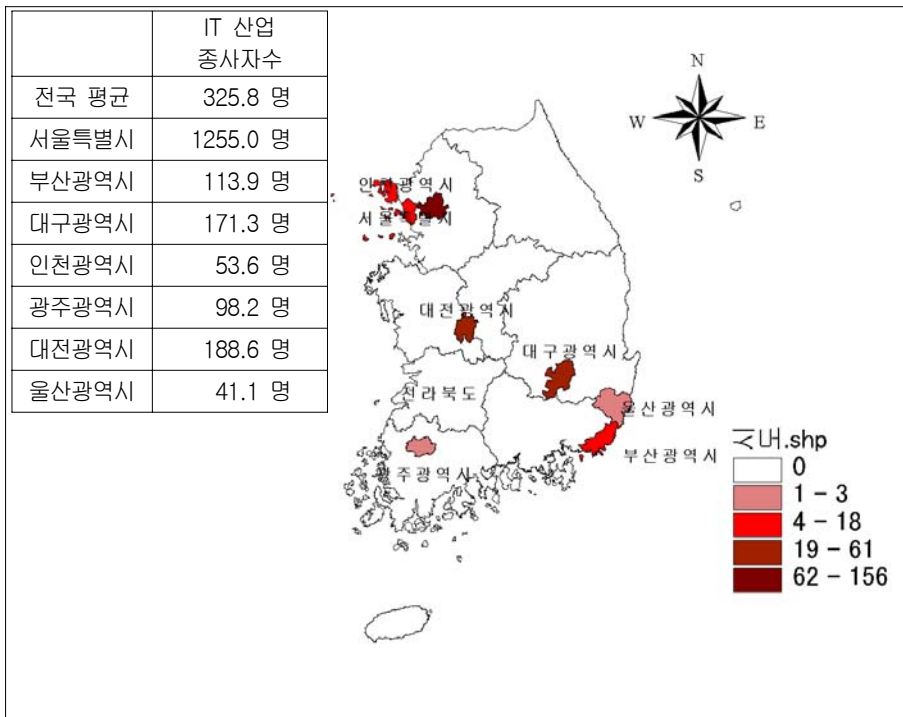 IT 산업
종사자수
전국 평균 325.8 명
서울특별시 1255.0 명
부산광역시 113.9 명
대구광역시 171.3 명
인천광역시 53.6 명
광주광역시 98.2 명
대전광역시 188.6 명
울산광역시 41.1 명
N
W E
S
인천광역시
서울특별시
대전광역시
대구광역시
전라북도
울산광역시
부산광역시
광주광역시
.shp
0
1 - 3
4 - 18
19 - 61
62 - 156